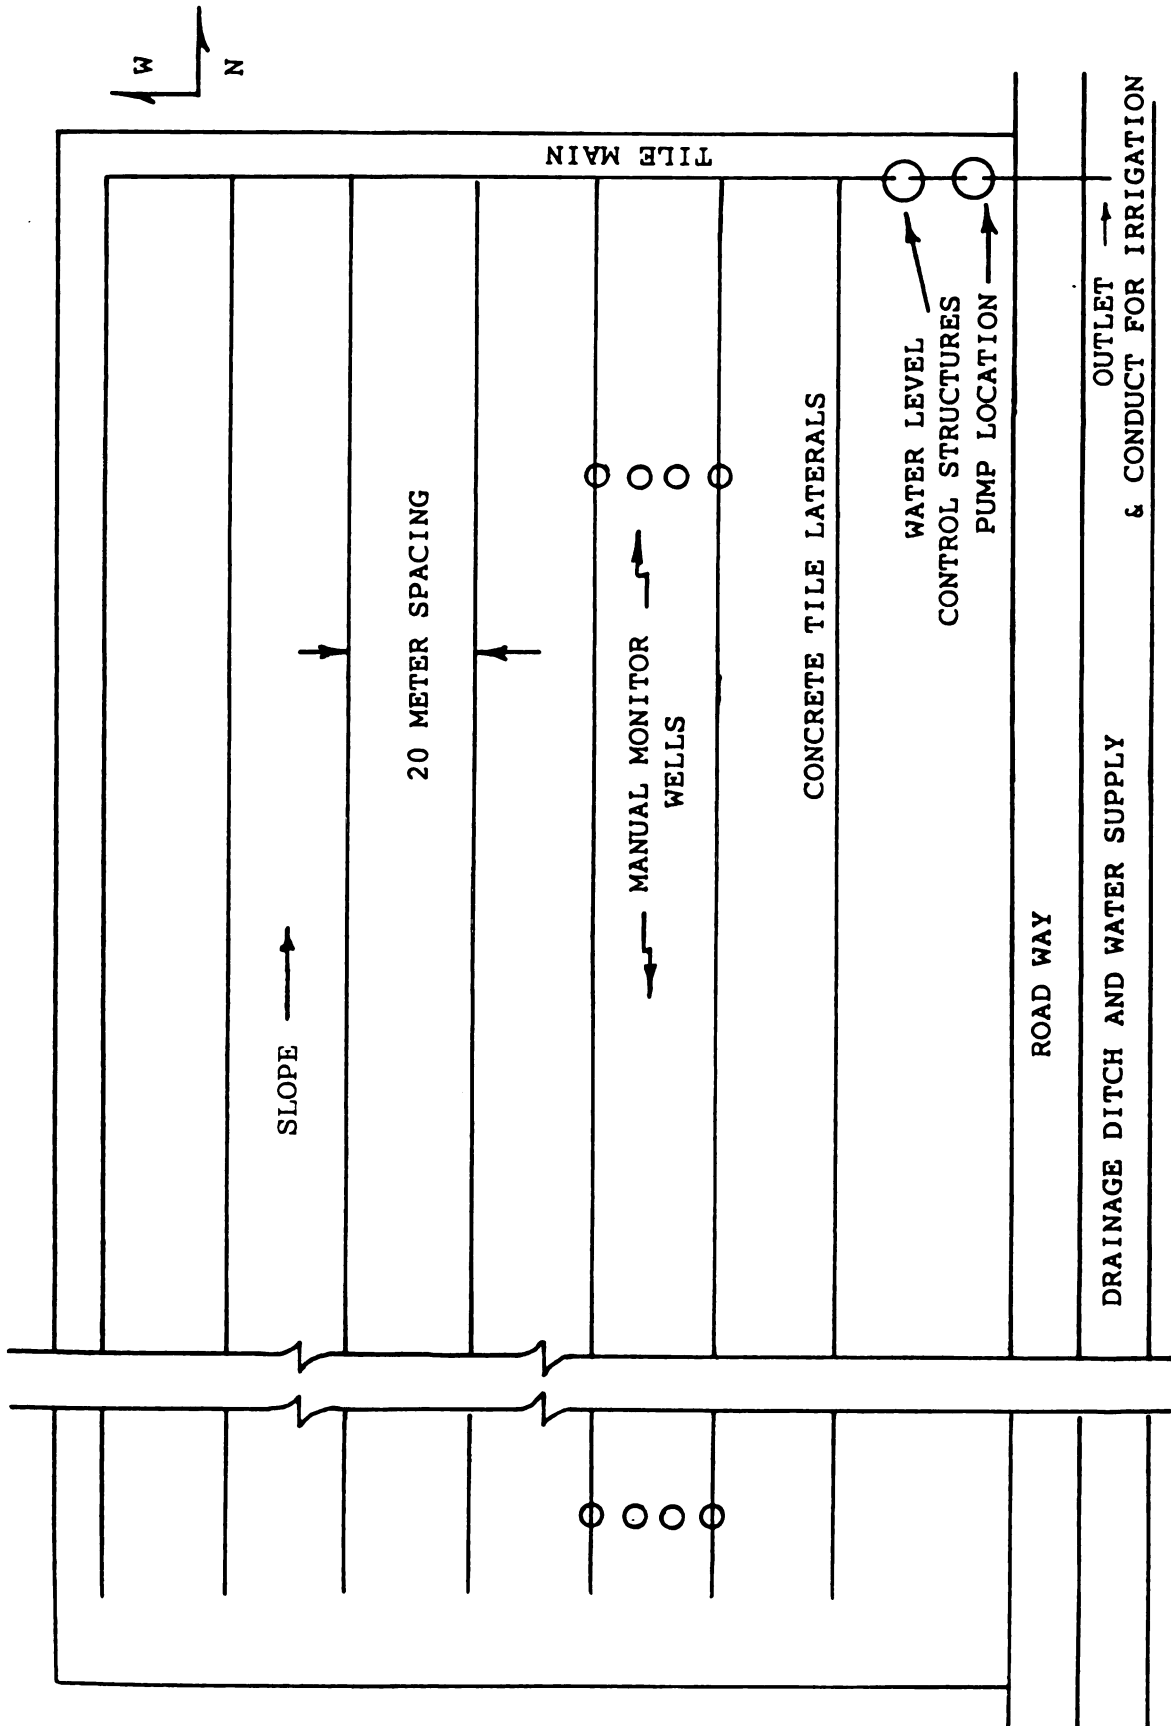 W
N
TILE MAIN
SLOPE
20 METER SPACING
MANUAL MONITOR
WELLS
CONCRETE TILE LATERALS
WATER LEVEL
CONTROL STRUCTURES
PUMP LOCATION
ROAD WAY
OUTLET
& CONDUCT FOR IRRIGATION
DRAINAGE DITCH AND WATER SUPPLY